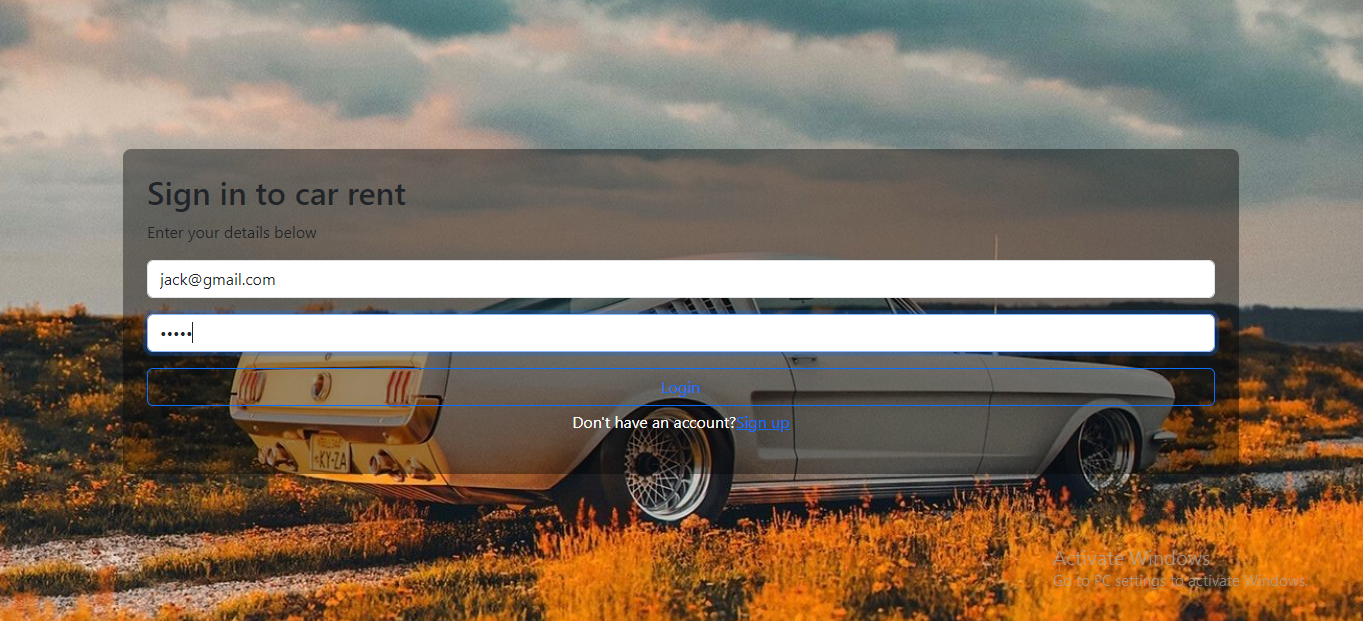 Sign in to car rent
Enter your details below
jack@gmail.com
•••••
Login
Don't have an account?Sign up
KY-ZA
Activate Windows
Go to PC settings to activate Windows.